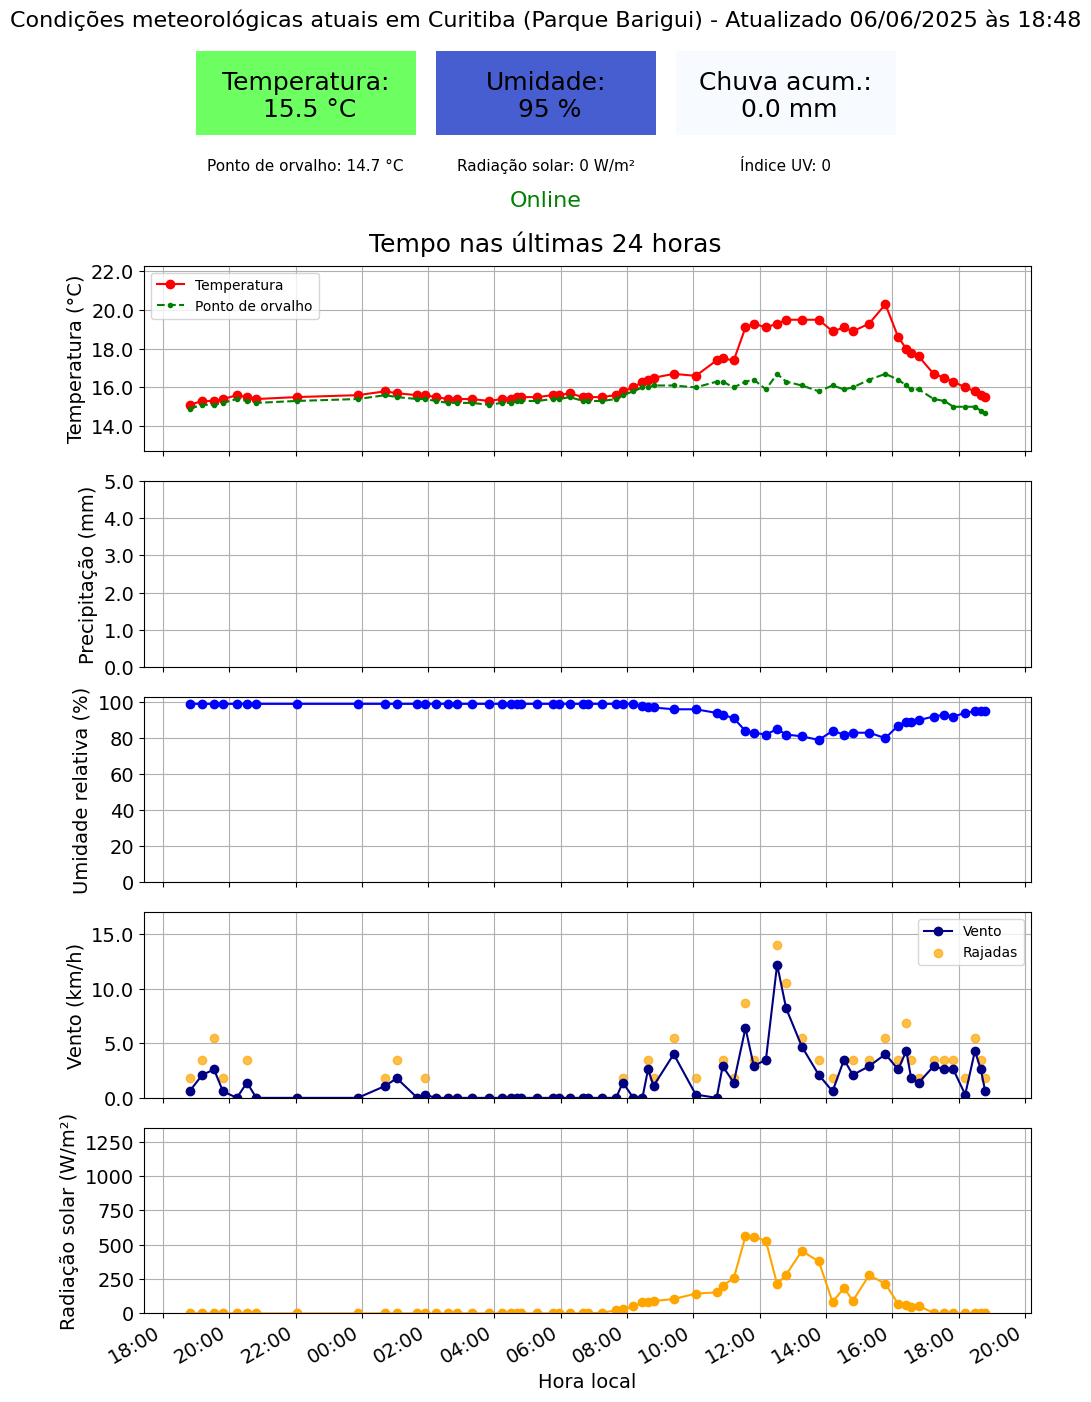 Condições meteorológicas atuais em Curitiba (Parque Barigui) - Atualizado 06/06/2025 às 18:48
Temperatura:
15.5 °C
Umidade:
95 %
Chuva acum.:
0.0 mm
Ponto de orvalho: 14.7 °C
Radiação solar: 0 W/m²
Índice UV: 0
Online
Tempo nas últimas 24 horas
Temperatura (°C)
22.0
20.0
18.0
16.0
14.0
Temperatura
Ponto de orvalho
Precipitação (mm)
5.0
4.0
3.0
2.0
1.0
0.0
Umidade relativa (%)
100
80
60
40
20
0
Vento (km/h)
15.0
10.0
5.0
0.0
Vento
Rajadas
Radiação solar (W/m²)
1250
1000
750
500
250
0
18:00
20:00
22:00
00:00
02:00
04:00
06:00
08:00
10:00
12:00
14:00
16:00
18:00
20:00
Hora local